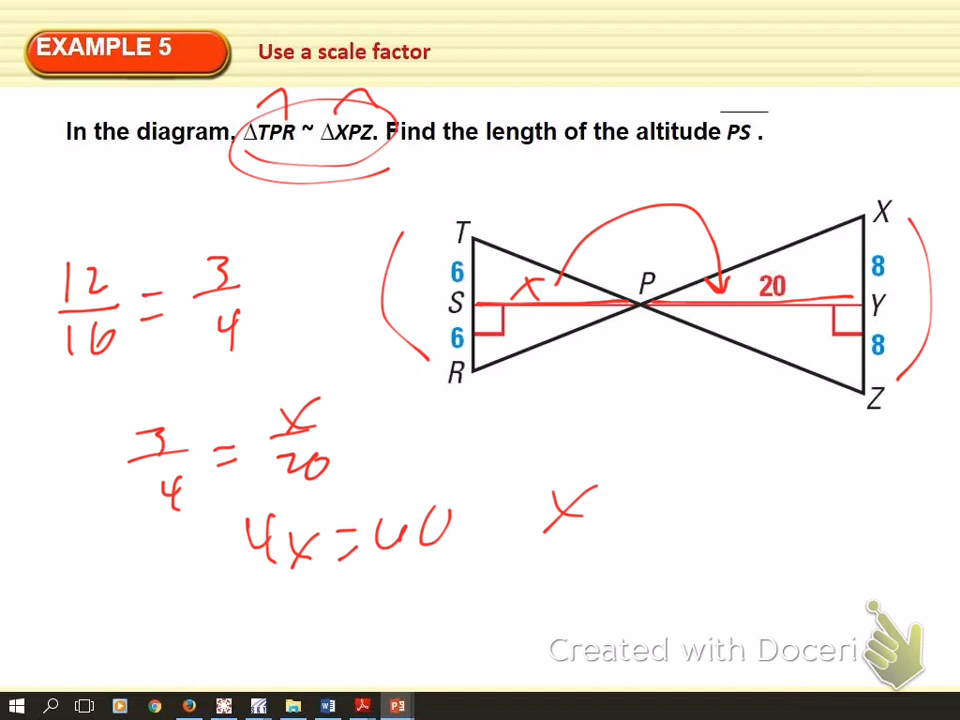 EXAMPLE 5
Use a scale factor
In the diagram, ∆TPR ~ ∆XPZ. Find the length of the altitude PS .
T
6
S
6
R
x
P
20
X
8
Y
8
Z
12/16 = 3/4
3/4 = x/20
4x = 60
x
Created with Doceri